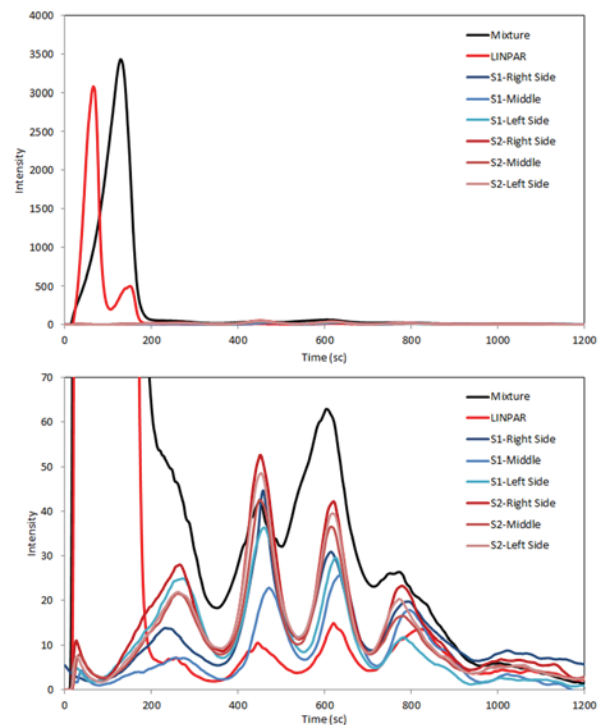 4000
3500
3000
2500
2000
1500
1000
500
0
Intensity
Mixture
LINPAR
S1-Right Side
S1-Middle
S1-Left Side
S2-Right Side
S2-Middle
S2-Left Side
0 200 400 600 800 1000 1200
Time (sc)
70
60
50
40
30
20
10
0
Intensity
Mixture
LINPAR
S1-Right Side
S1-Middle
S1-Left Side
S2-Right Side
S2-Middle
S2-Left Side
0 200 400 600 800 1000 1200
Time (sc)